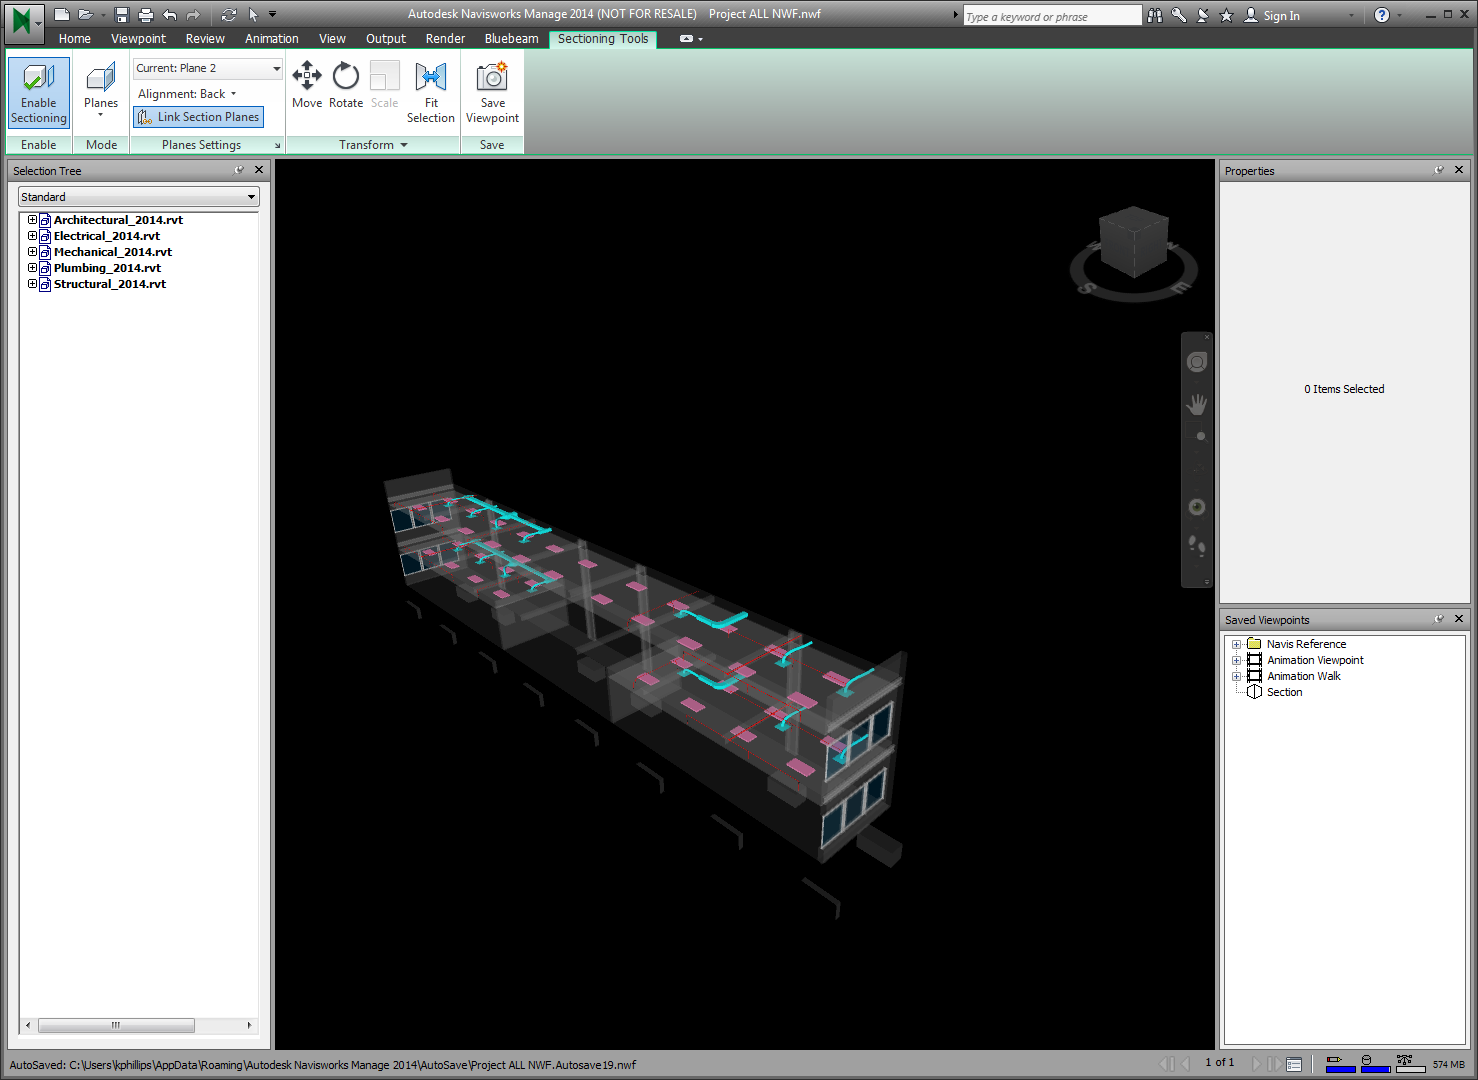 Autodesk Navisworks Manage 2014 (NOT FOR RESALE) Project ALL NWF.nwf
Type a keyword or phrase
Sign In
Home Viewpoint Review Animation View Output Render Bluebeam Sectioning Tools
Enable Sectioning
Planes
Current: Plane 2
Alignment: Back
Link Section Planes
Move Rotate Scale Fit Selection
Save Viewpoint
Enable Mode Planes Settings Transform Save
Selection Tree
Standard
Architectural_2014.rvt
Electrical_2014.rvt
Mechanical_2014.rvt
Plumbing_2014.rvt
Structural_2014.rvt
W N
S E
Properties
0 Items Selected
Saved Viewpoints
Navis Reference
Animation Viewpoint
Animation Walk
Section
AutoSaved: C:\Users\kphillips\AppData\Roaming\Autodesk Navisworks Manage 2014\AutoSave\Project ALL NWF.Autosave19.nwf
1 of 1
574 MB